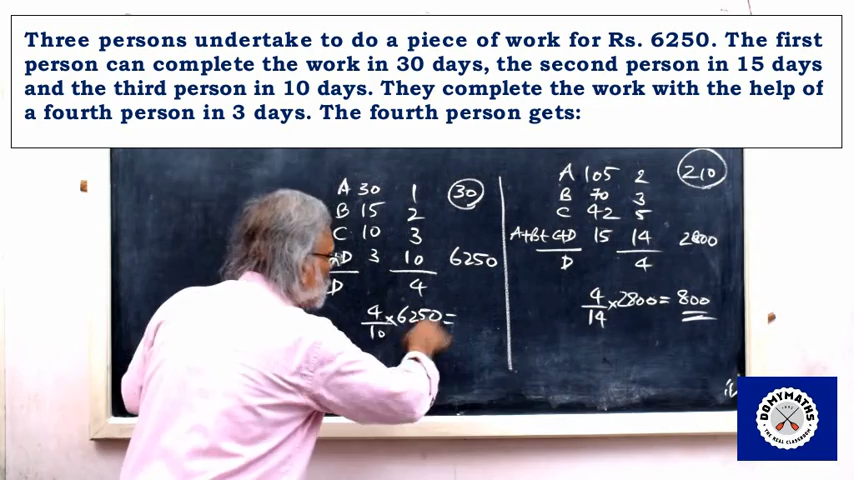 Three persons undertake to do a piece of work for Rs. 6250. The first
person can complete the work in 30 days, the second person in 15 days
and the third person in 10 days. They complete the work with the help of
a fourth person in 3 days. The fourth person gets:
A 30 1 30
B 15 2
C 10 3
D 3 10 6250
D 4
4/10 × 6250 =
A 105 2 210
B 70 3
C 42 5
A+B+C+D 15 14 2800
D 4
4/14 × 2800 = 800
DOMYMATHS
THE REAL CLASSROOM